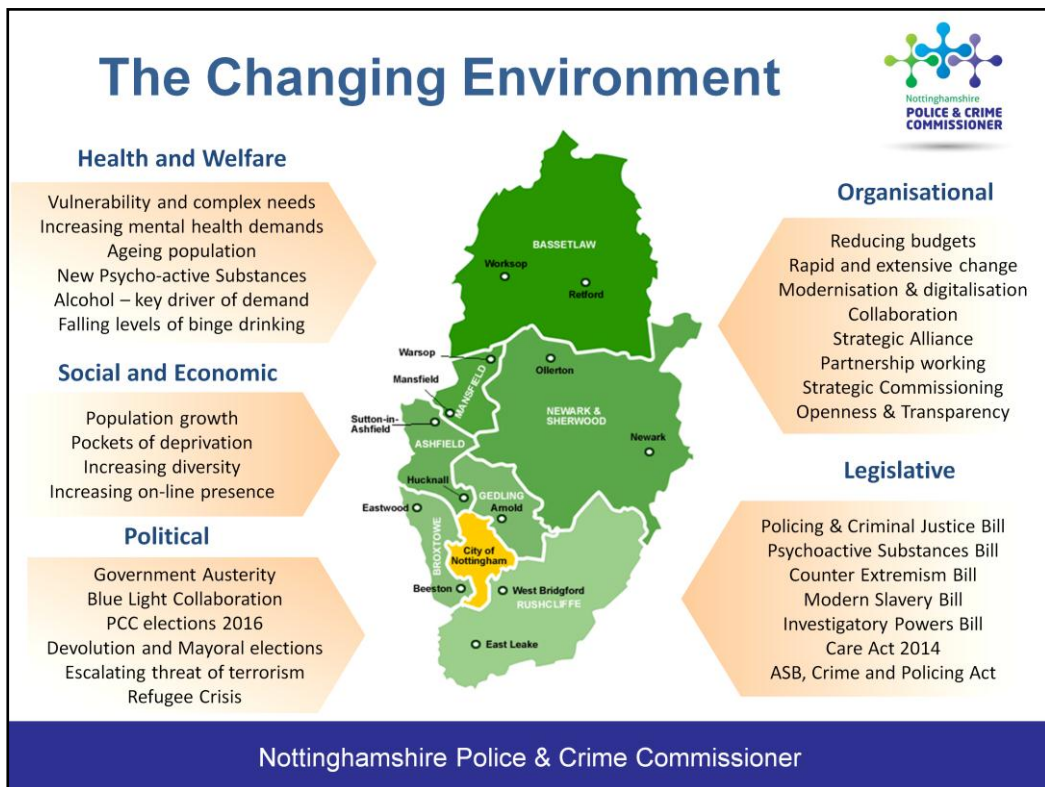 The Changing Environment
Nottinghamshire
POLICE & CRIME
COMMISSIONER
Health and Welfare
Vulnerability and complex needs
Increasing mental health demands
Ageing population
New Psycho-active Substances
Alcohol – key driver of demand
Falling levels of binge drinking
Social and Economic
Population growth
Pockets of deprivation
Increasing diversity
Increasing on-line presence
Political
Government Austerity
Blue Light Collaboration
PCC elections 2016
Devolution and Mayoral elections
Escalating threat of terrorism
Refugee Crisis
BASSETLAW
Worksop
Retford
Warsop
Ollerton
Mansfield
MANSFIELD
Sutton-in-
Ashfield
NEWARK &
SHERWOOD
ASHFIELD
Newark
Hucknall
GEDLING
Eastwood
Arnold
BROXTOWE
City of
Nottingham
Beeston
West Bridgford
RUSHCLIFFE
East Leake
Organisational
Reducing budgets
Rapid and extensive change
Modernisation & digitalisation
Collaboration
Strategic Alliance
Partnership working
Strategic Commissioning
Openness & Transparency
Legislative
Policing & Criminal Justice Bill
Psychoactive Substances Bill
Counter Extremism Bill
Modern Slavery Bill
Investigatory Powers Bill
Care Act 2014
ASB, Crime and Policing Act
Nottinghamshire Police & Crime Commissioner